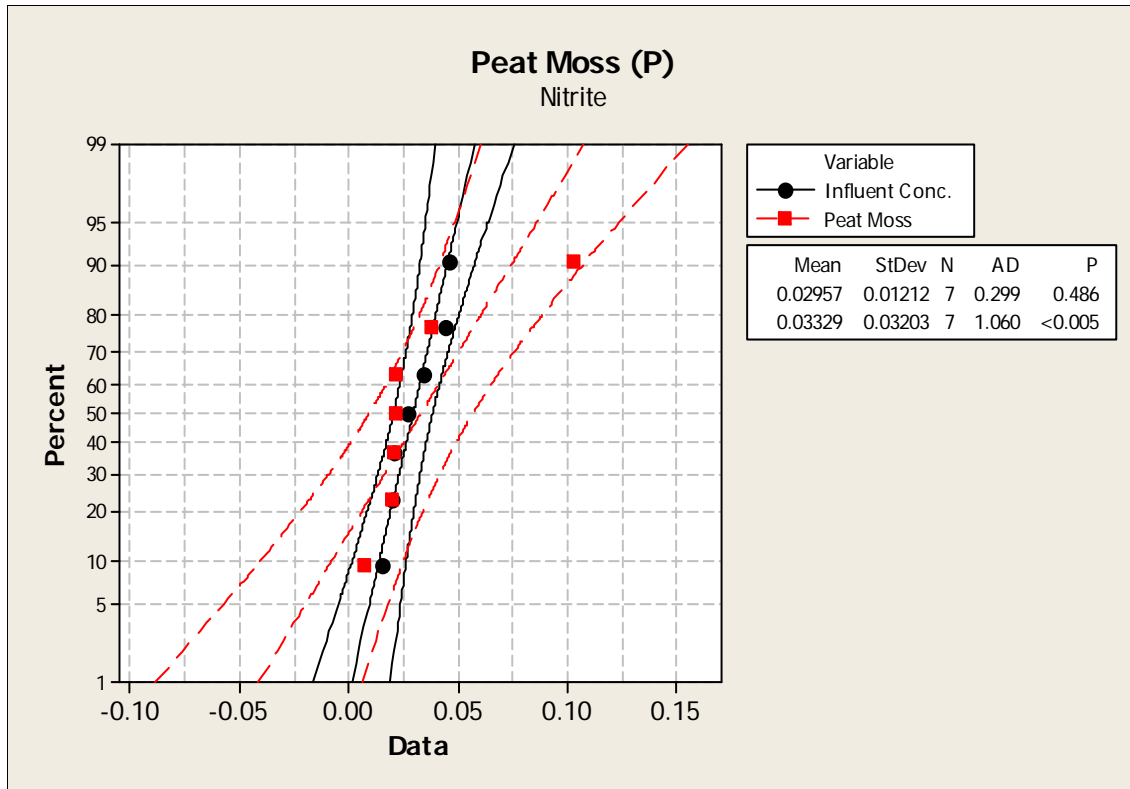 Peat Moss (P)
Nitrite
Percent
99
95
90
80
70
60
50
40
30
20
10
5
1
-0.10 -0.05 0.00 0.05 0.10 0.15
Data
Variable
Influent Conc.
Peat Moss
Mean StDev N AD P
0.02957 0.01212 7 0.299 0.486
0.03329 0.03203 7 1.060 <0.005